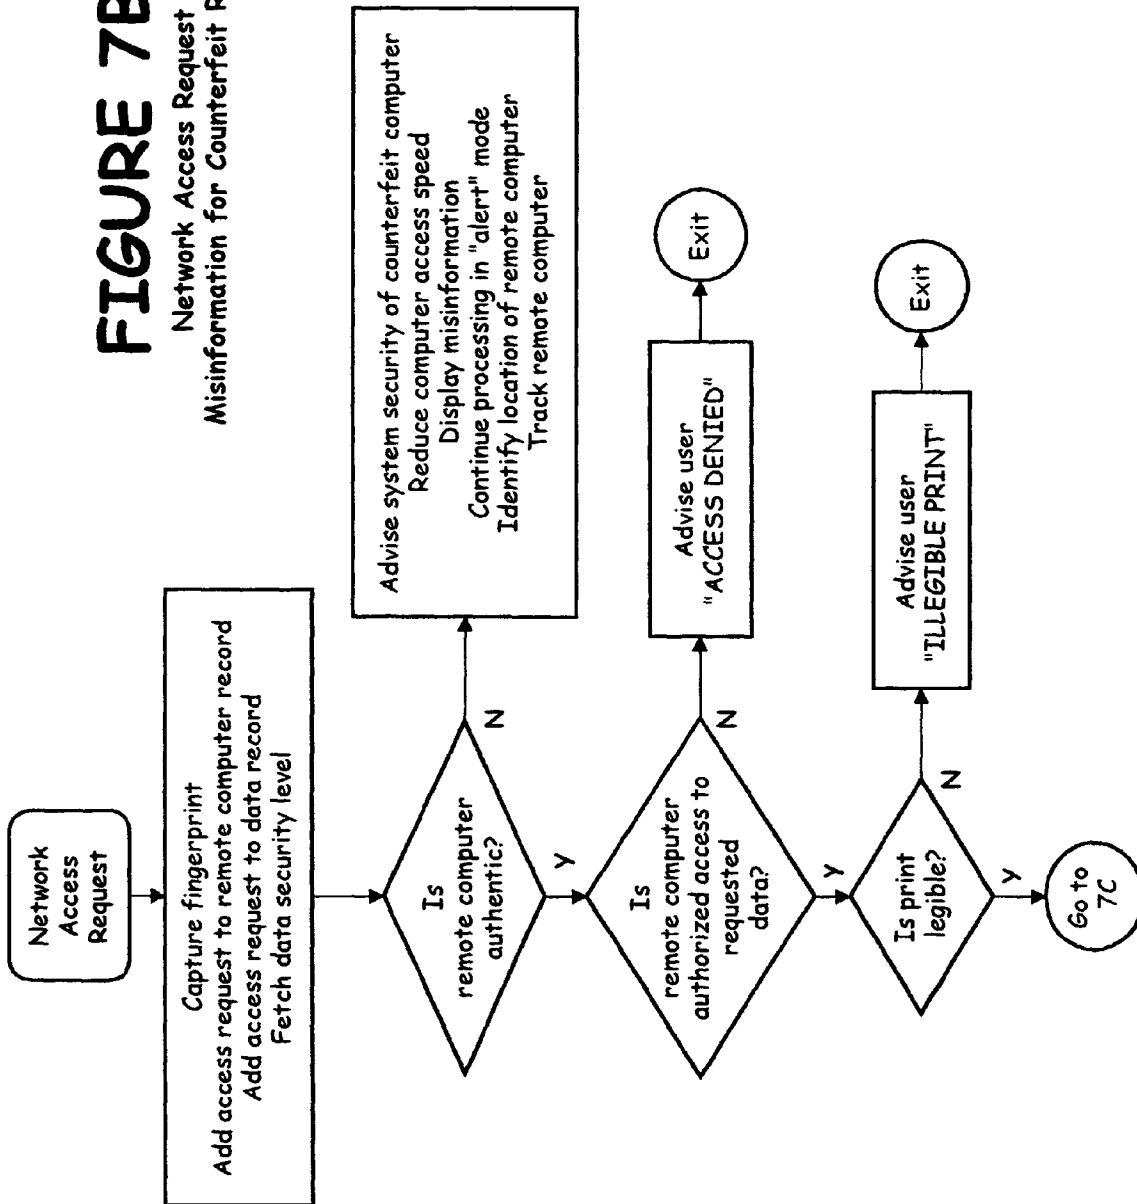 FIGURE 7B
Network Access Request
Misinformation for Counterfeit
Network
Access
Request
Capture fingerprint
Add access request to remote computer record
Add access request to data record
Fetch data security level
Is
remote computer
authentic?
N
Advise system security of counterfeit computer
Reduce computer access speed
Display misinformation
Continue processing in "alert" mode
Identify location of remote computer
Track remote computer
Y
Is
remote computer
authorized access to
requested
data?
N
Advise user
"ACCESS DENIED"
Exit
Y
Is print
legible?
N
Advise user
"ILLEGIBLE PRINT"
Exit
Y
Go to
7C